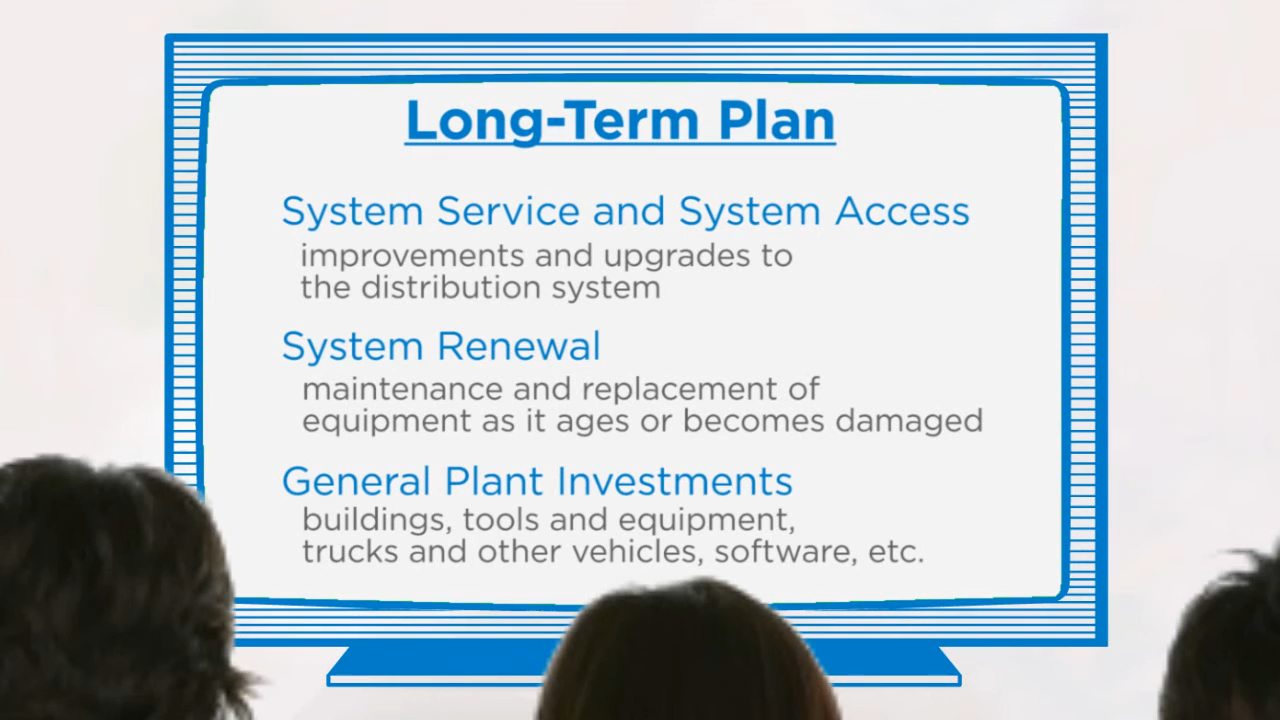 Long-Term Plan
System Service and System Access
improvements and upgrades to
the distribution system
System Renewal
maintenance and replacement of
equipment as it ages or becomes damaged
General Plant Investments
buildings, tools and equipment,
trucks and other vehicles, software, etc.